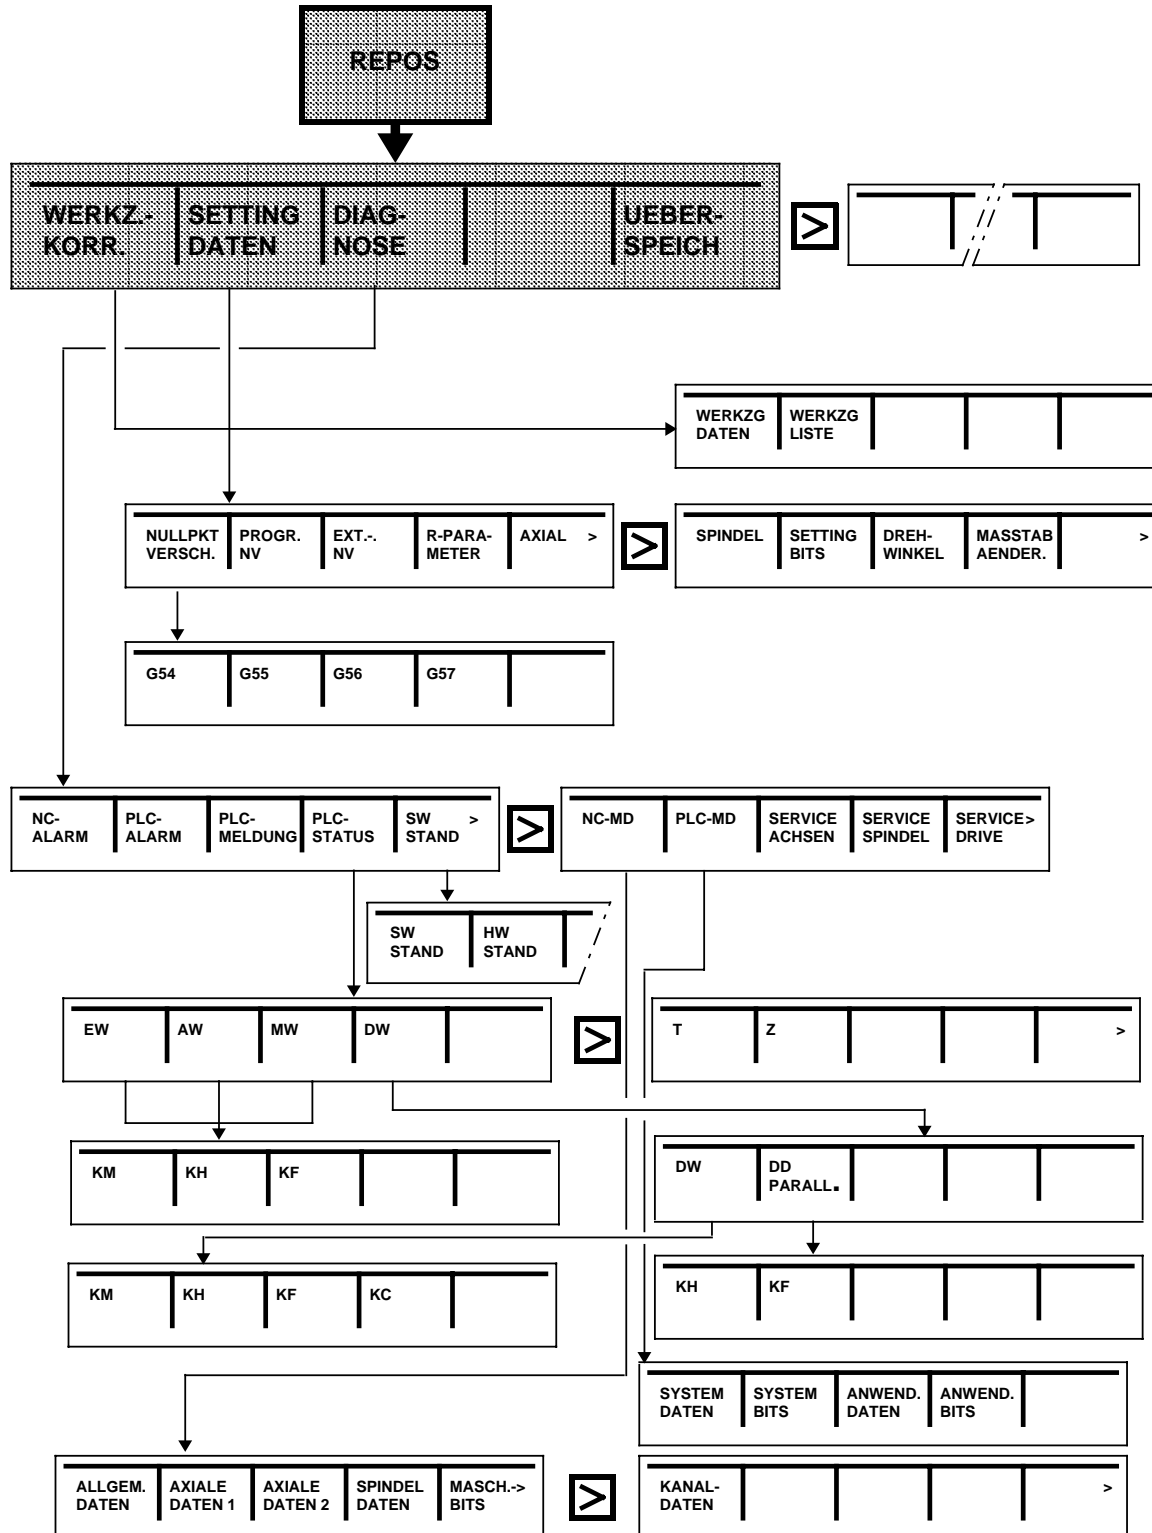 REPOS
WERKZ.- SETTING DIAG- UEBER-
KORR. DATEN NOSE SPEICH
>
WERKZG WERKZG
DATEN LISTE
NULLPKT PROGR. EXT.-. R-PARA- AXIAL >
VERSCH. NV NV METER
>
SPINDEL SETTING DREH- MASSTAB >
BITS WINKEL AENDER.
G54 G55 G56 G57
NC- PLC- PLC- PLC- SW >
ALARM ALARM MELDUNG STATUS STAND
>
NC-MD PLC-MD SERVICE SERVICE SERVICE>
ACHSEN SPINDEL DRIVE
SW HW
STAND STAND
EW AW MW DW
>
T Z >
KM KH KF
DW DD
PARALL.
KM KH KF KC
KH KF
SYSTEM SYSTEM ANWEND. ANWEND.
DATEN BITS DATEN BITS
ALLGEM. AXIALE AXIALE SPINDEL MASCH.->
DATEN DATEN 1 DATEN 2 DATEN BITS
>
KANAL- >
DATEN